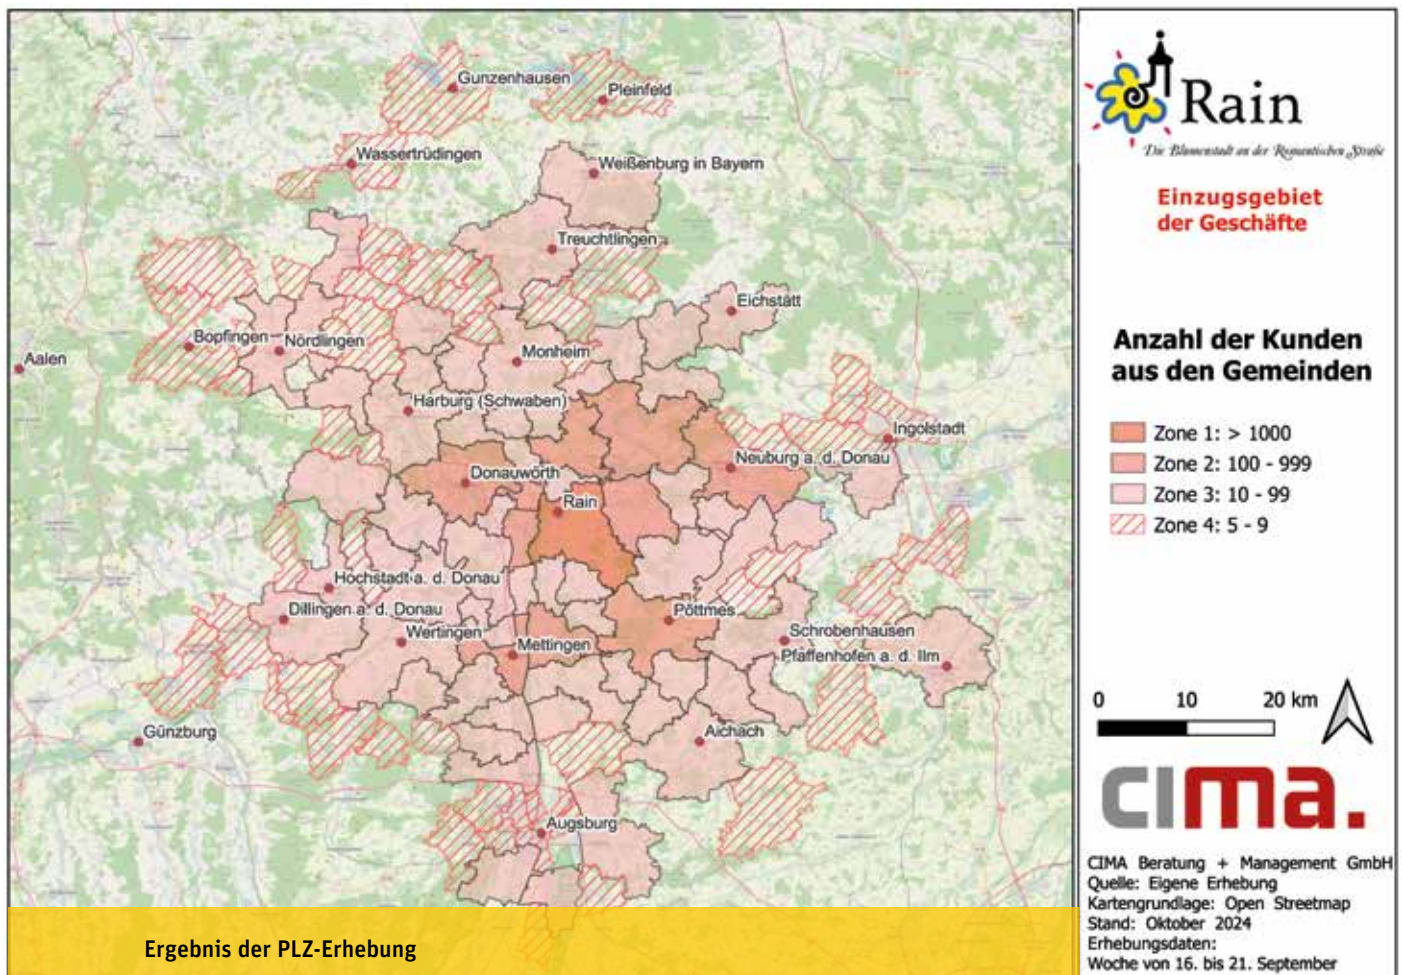 Gunzenhausen
Pleinfeld
Wassertrüdingen
Weißenburg in Bayern
Treuchtlingen
Eichstätt
Bopfingen
Nördlingen
Aalen
Monheim
Harburg (Schwaben)
Ingolstadt
Neuburg a. d. Donau
Donauwörth
Rain
Höchstadt a. d. Donau
Dillingen a. d. Donau
Pöttmes
Wertingen
Mettingen
Schrobenhausen
Pfaffenhofen a. d. Ilm
Günzburg
Aichach
Augsburg
Ergebnis der PLZ-Erhebung
Rain
Die Blumenstadt an der Romantischen Straße
Einzugsgebiet
der Geschäfte
Anzahl der Kunden
aus den Gemeinden
Zone 1: > 1000
Zone 2: 100 - 999
Zone 3: 10 - 99
Zone 4: 5 - 9
0 10 20 km
cima.
CIMA Beratung + Management GmbH
Quelle: Eigene Erhebung
Kartengrundlage: Open Streetmap
Stand: Oktober 2024
Erhebungsdaten:
Woche von 16. bis 21. September